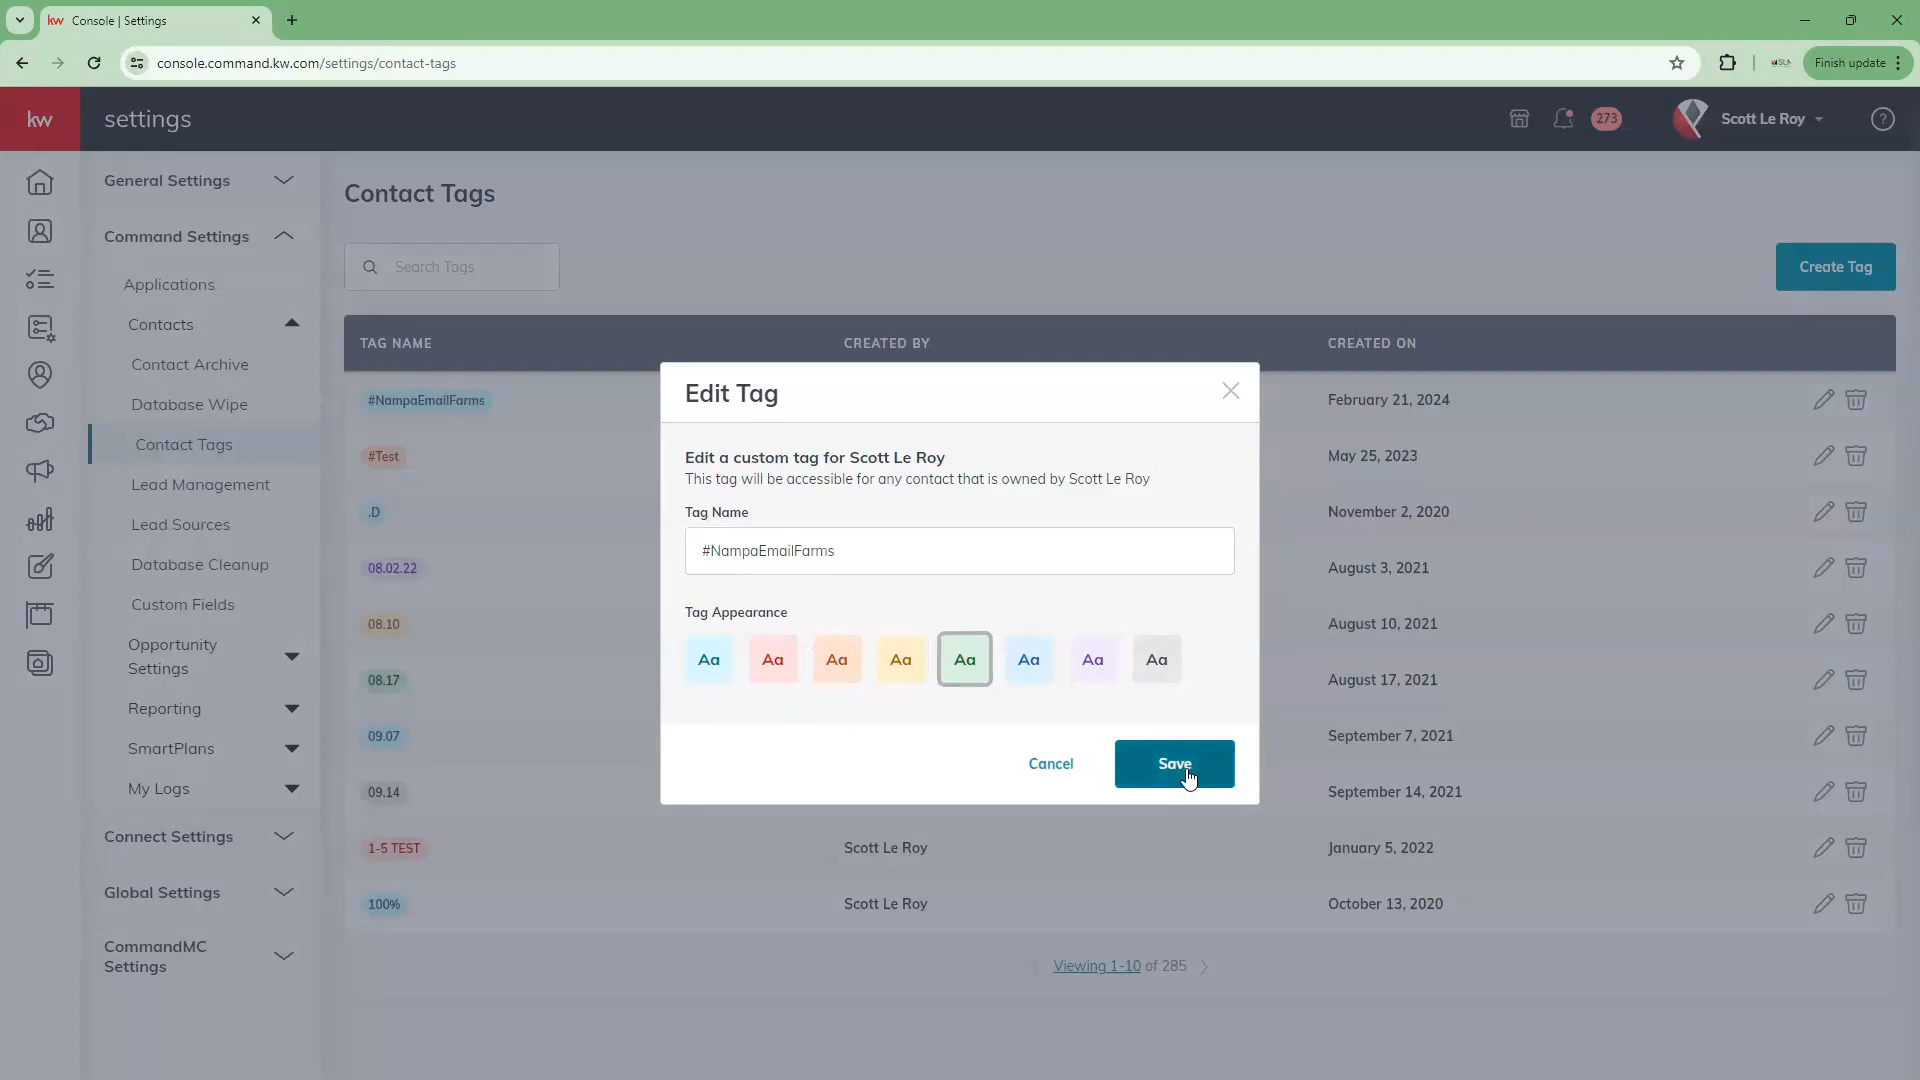 kw Console | Settings
console.command.kw.com/settings/contact-tags
Finish update
kw
settings
273
Scott Le Roy
?
General Settings
Command Settings
Applications
Contacts
Contact Archive
Database Wipe
Contact Tags
Lead Management
Lead Sources
Database Cleanup
Custom Fields
Opportunity
Settings
Reporting
SmartPlans
My Logs
Connect Settings
Global Settings
CommandMC
Settings
Contact Tags
Search Tags
Create Tag
TAG NAME CREATED BY CREATED ON
#NampaEmailFarms February 21, 2024
#Test May 25, 2023
.D November 2, 2020
08.02.22 August 3, 2021
08.10 August 10, 2021
08.17 August 17, 2021
09.07 September 7, 2021
09.14 September 14, 2021
1-5 TEST Scott Le Roy January 5, 2022
100% Scott Le Roy October 13, 2020
Viewing 1-10 of 285
Edit Tag
Edit a custom tag for Scott Le Roy
This tag will be accessible for any contact that is owned by Scott Le Roy
Tag Name
#NampaEmailFarms
Tag Appearance
Aa Aa Aa Aa Aa Aa Aa Aa
Cancel
Save